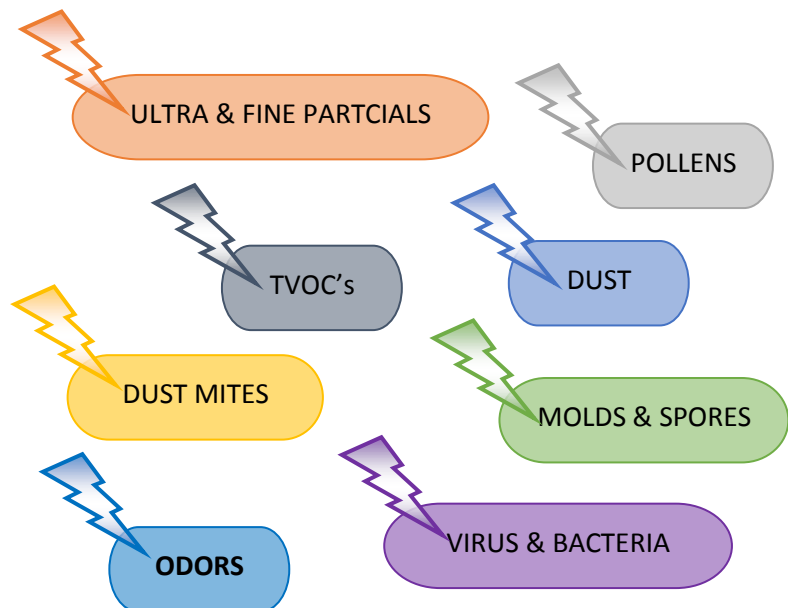 ULTRA & FINE PARTCIALS
POLLENS
TVOC’s
DUST
DUST MITES
MOLDS & SPORES
ODORS
VIRUS & BACTERIA